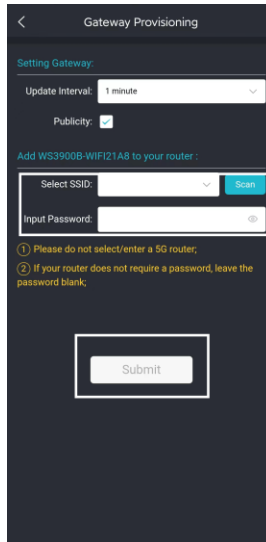 Gateway Provisioning
Setting Gateway:
Update Interval: 1 minute
Publicity:
Add WS3900B-WIFI21A8 to your router :
Select SSID: Scan
Input Password:
① Please do not select/enter a 5G router;
② If your router does not require a password, leave the
password blank;
Submit